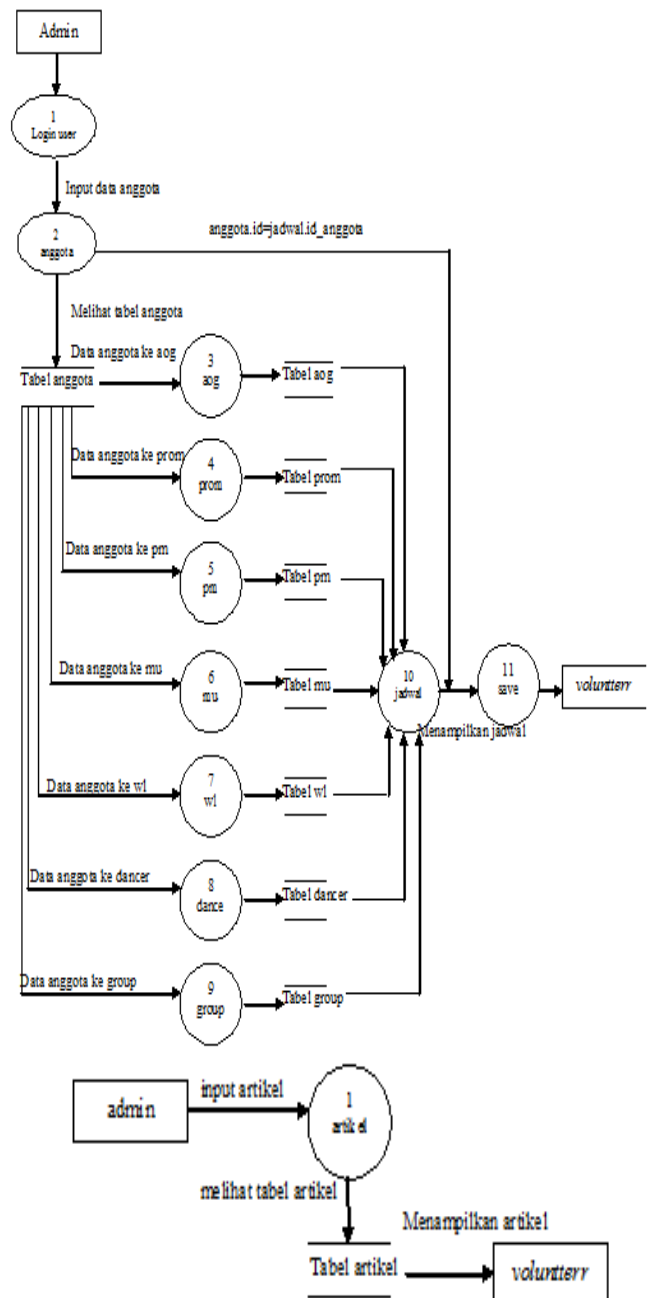 Admin
1
Login user
Input data anggota
2
anggota
anggota.id=jadwal.id_anggota
Melihat tabel anggota
Tabel anggota
Data anggota ke aog
3
aog
Tabel aog
Data anggota ke prom
4
prom
Tabel prom
Data anggota ke pm
5
pm
Tabel pm
Data anggota ke mu
6
mu
Tabel mu
10
jadwal
11
save
voluntterr
Menampilkan jadwal
Data anggota ke wl
7
wl
Tabel wl
Data anggota ke dancer
8
dance
Tabel dancer
Data anggota ke group
9
group
Tabel group
admin
input artikel
1
artikel
melihat tabel artikel
Tabel artikel
Menampilkan artikel
voluntterr